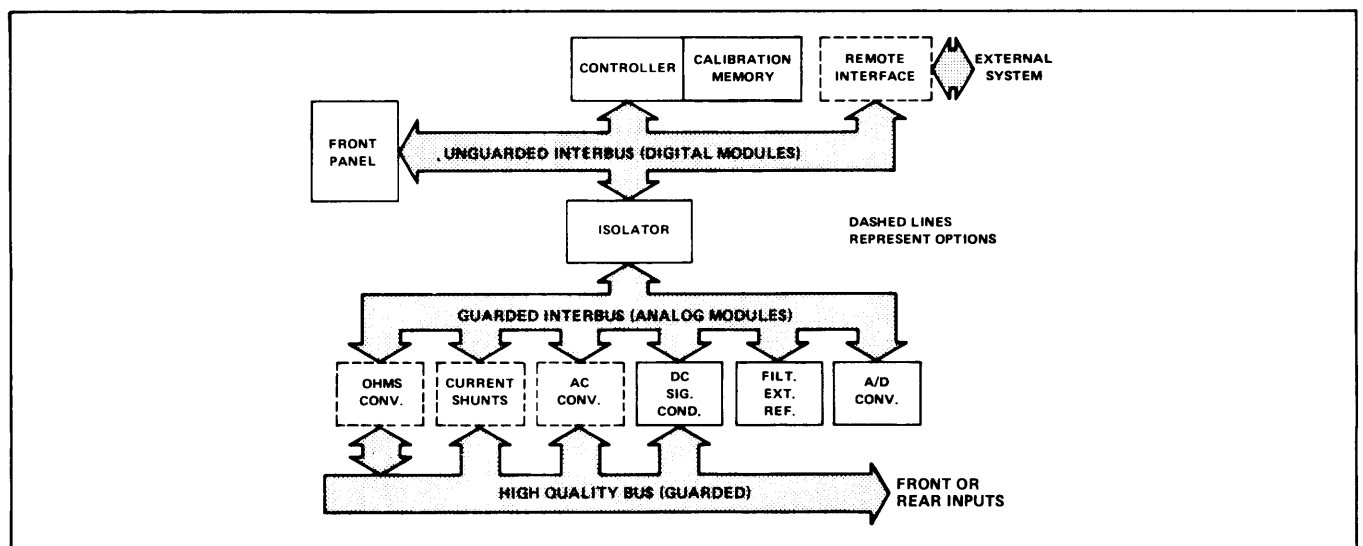 CONTROLLER
CALIBRATION
MEMORY
REMOTE
INTERFACE
EXTERNAL
SYSTEM
FRONT
PANEL
UNGUARDED INTERBUS (DIGITAL MODULES)
ISOLATOR
DASHED LINES
REPRESENT OPTIONS
GUARDED INTERBUS (ANALOG MODULES)
OHMS
CONV.
CURRENT
SHUNTS
AC
CONV.
DC
SIG.
COND.
FILT.
EXT.
REF.
A/D
CONV.
HIGH QUALITY BUS (GUARDED)
FRONT OR
REAR INPUTS